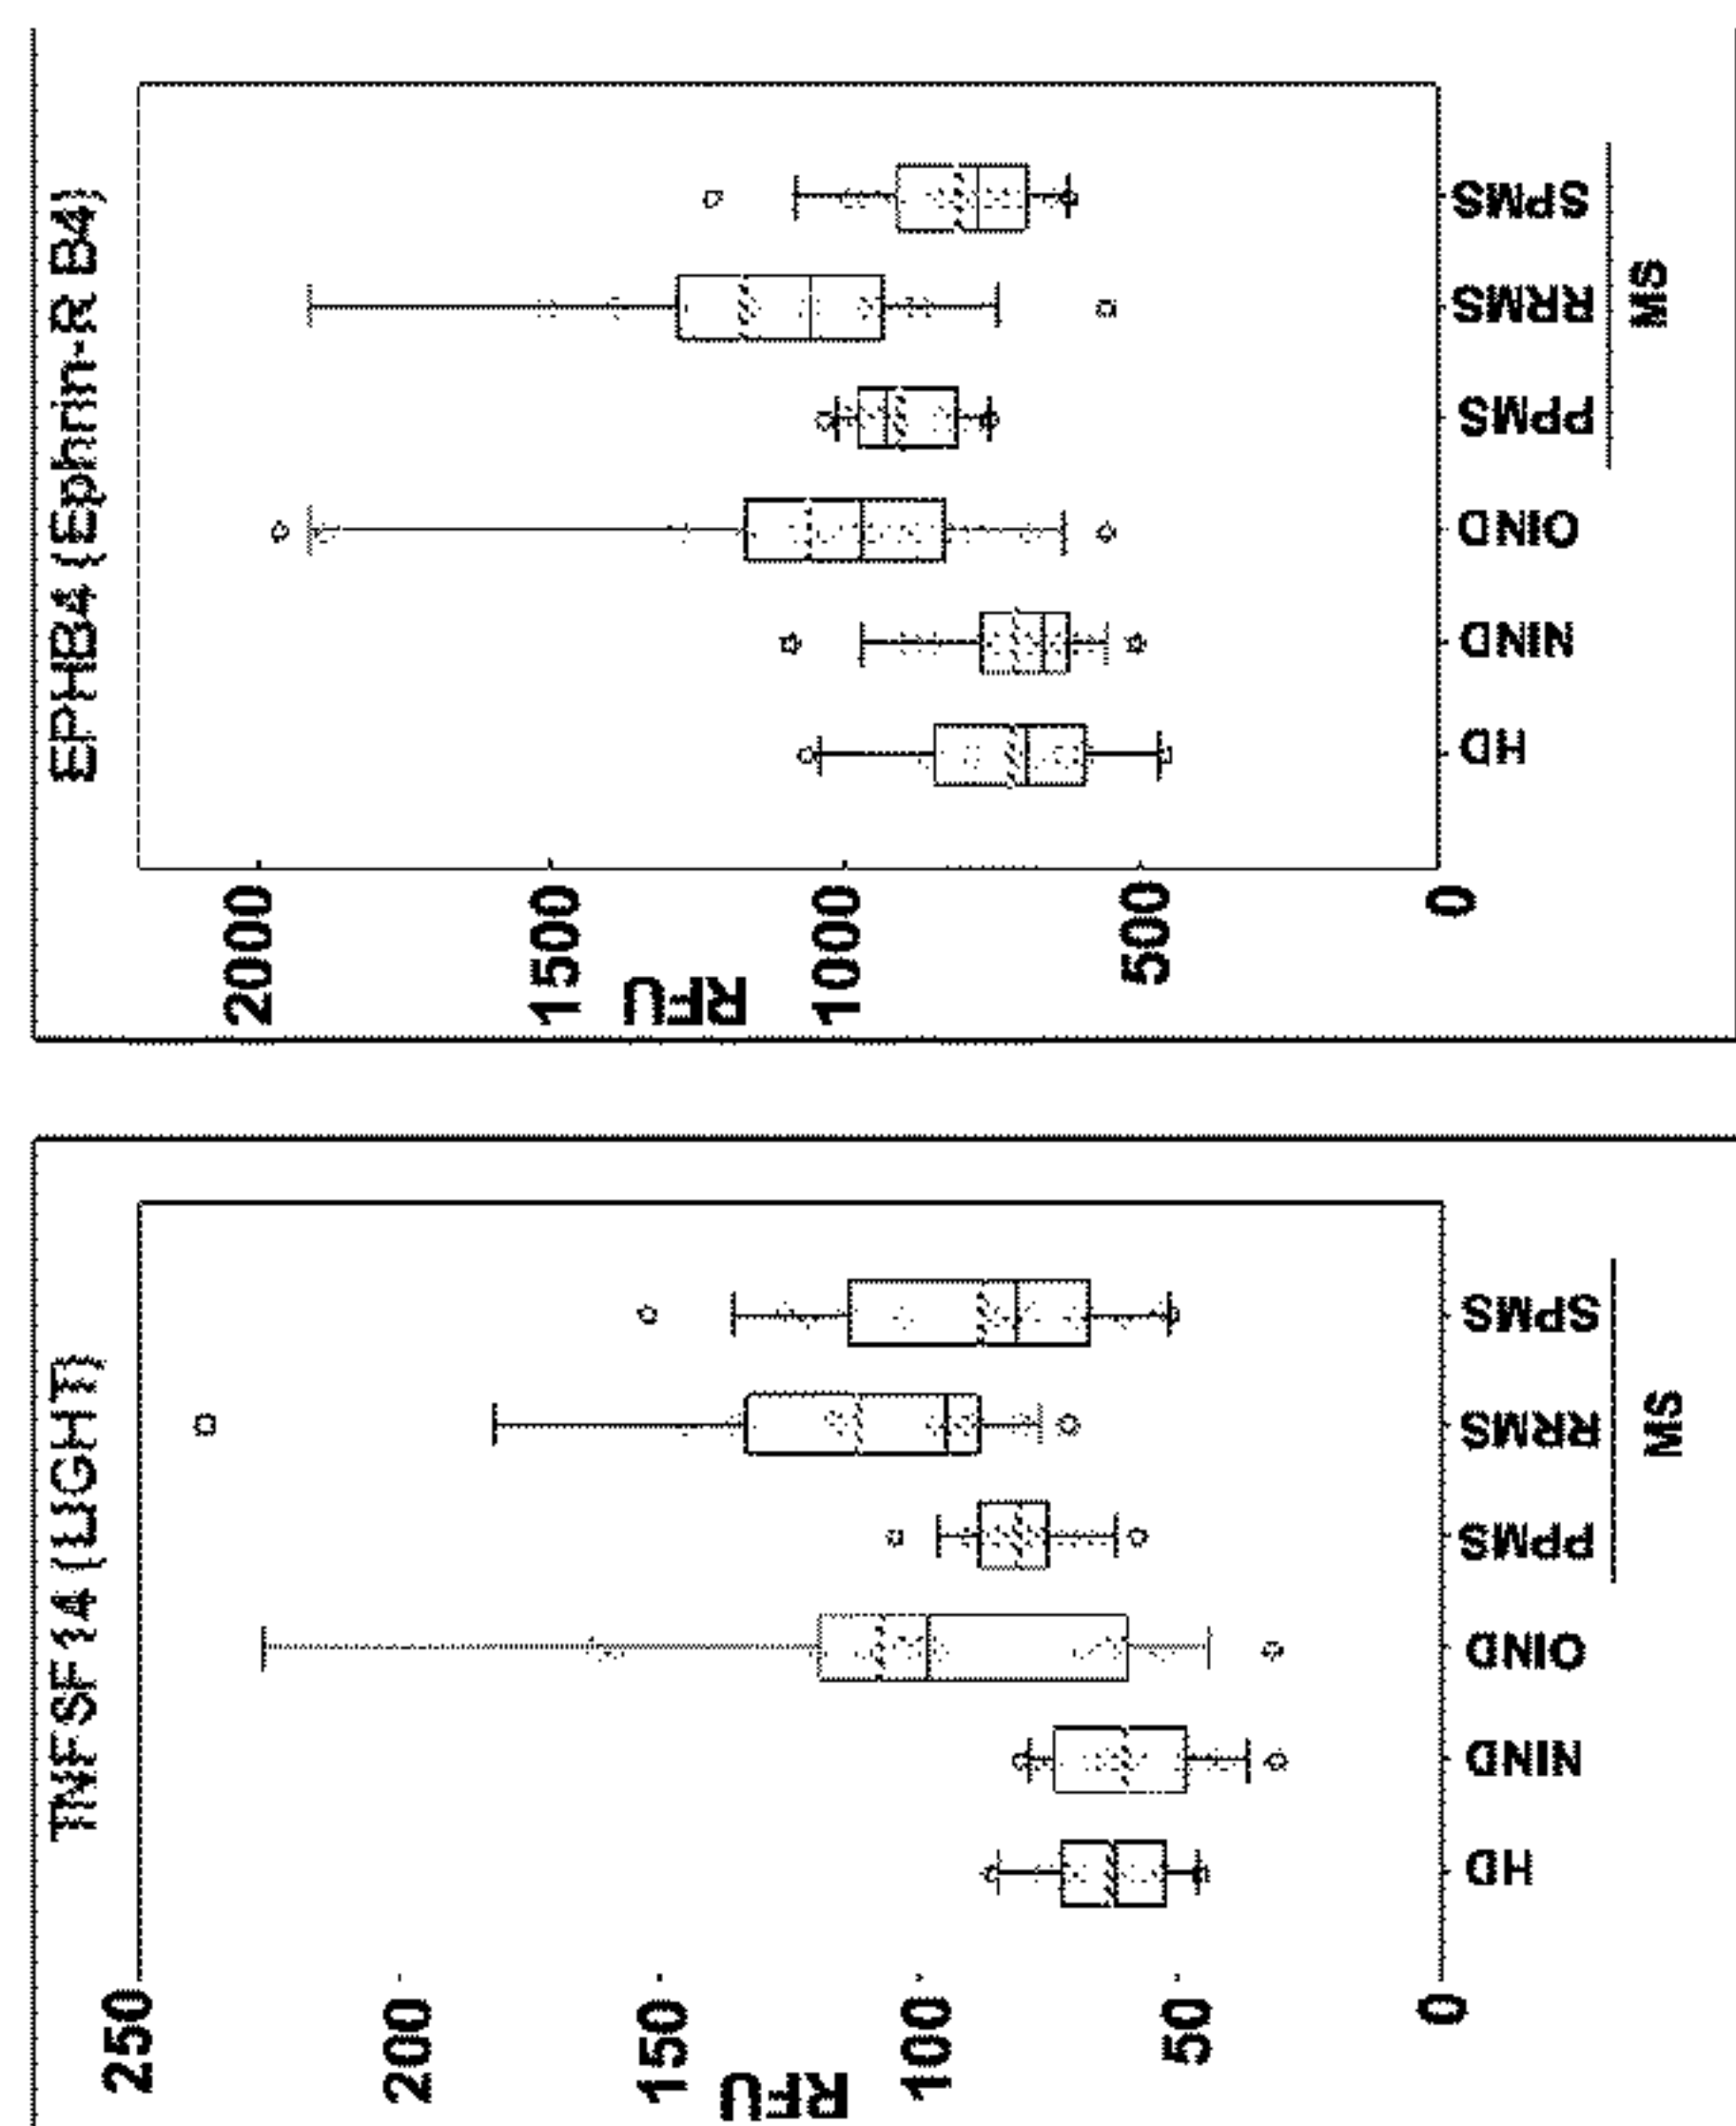 TNFSF14 (LIGHT)
250
200
150
100
50
0
RFU
HD
NIND
OIND
PPMS
RRMS
SPMS
MS
EPHB4 (Ephrin-R B4)
2000
1500
1000
500
0
RFU
HD
NIND
OIND
PPMS
RRMS
SPMS
MS